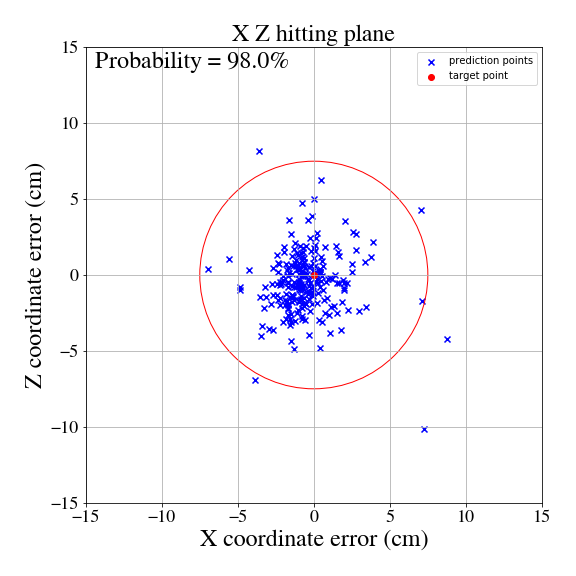 X Z hitting plane
Probability = 98.0%
prediction points
target point
Z coordinate error (cm)
15
10
5
0
−5
−10
−15
−15
−10
−5
0
5
10
15
X coordinate error (cm)